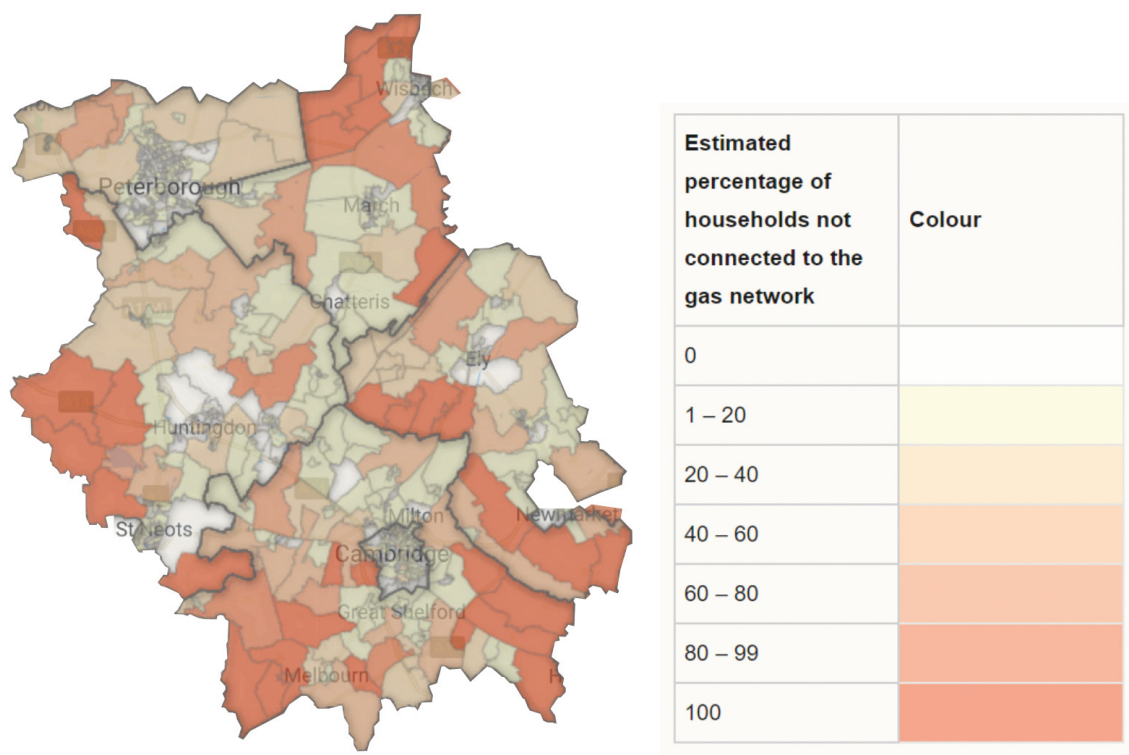 Wisbech
Peterborough
March
Chatteris
Ely
Huntingdon
St Neots
Milton
Newmarket
Cambridge
Great Shelford
Melbourn
H
Estimated
percentage of
households not
connected to the
gas network
Colour
0
1 – 20
20 – 40
40 – 60
60 – 80
80 – 99
100